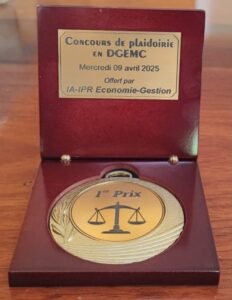 Concours de plaidoirie
en DGEMC
Mercredi 09 avril 2025
Offert par
IA-IPR Economie-Gestion
1er Prix